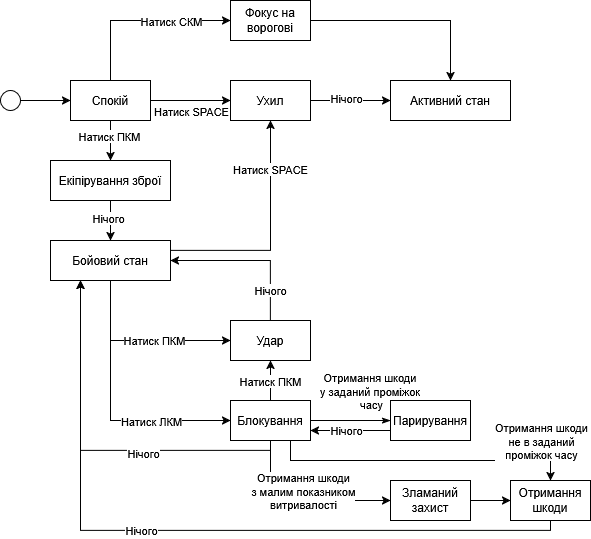 Фокус на
ворогові
Натиск СКМ
Спокій
Натиск SPACE
Ухил
Нічого
Активний стан
Натиск ПКМ
Екіпірування зброї
Натиск SPACE
Нічого
Бойовий стан
Нічого
Натиск ПКМ
Удар
Натиск ПКМ
Отримання шкоди
у заданий проміжок
часу
Натиск ЛКМ
Блокування
Нічого
Парирування
Отримання шкоди
не в заданий
проміжок часу
Нічого
Отримання шкоди
з малим показником
витривалості
Зламаний
захист
Отримання
шкоди
Нічого